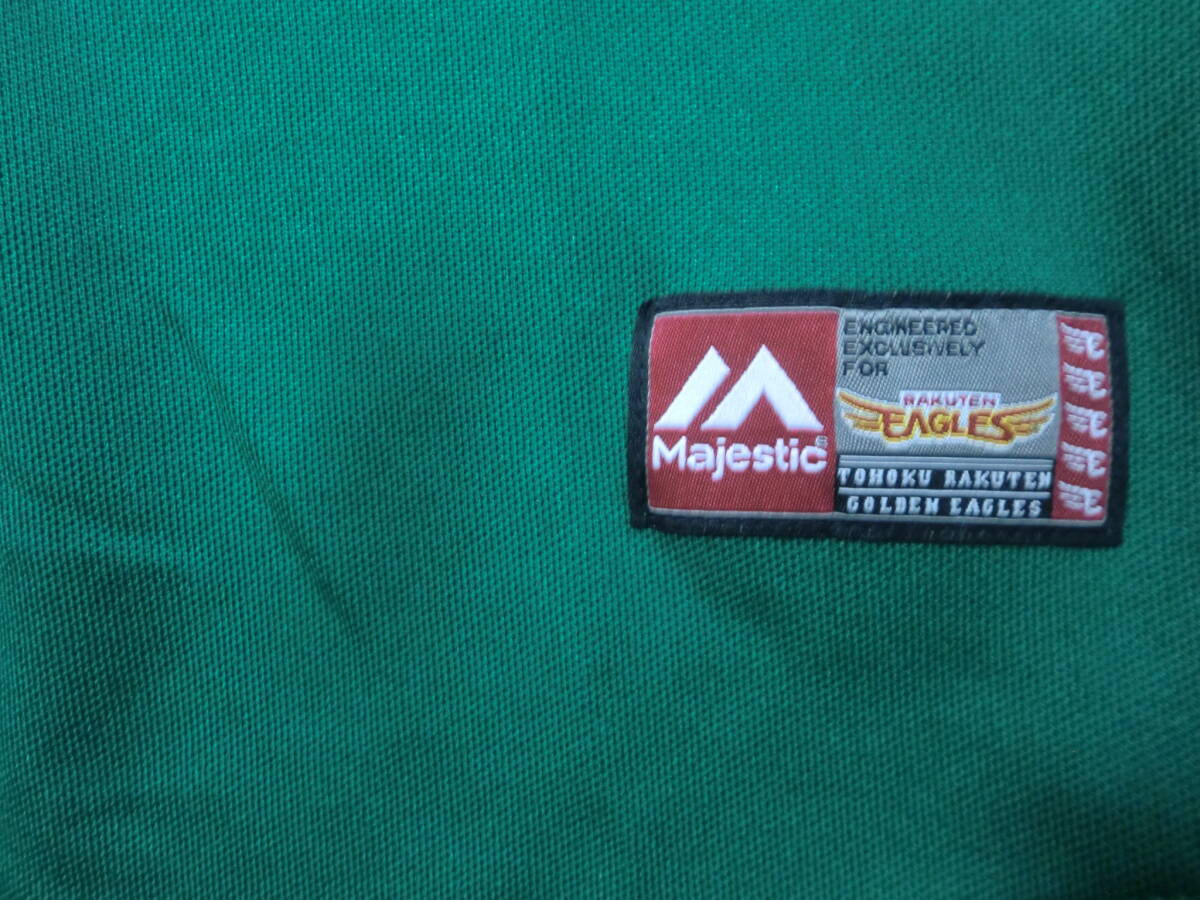 Majestic
ENGINEERED
EXCLUSIVELY
FOR
RAKUTEN
EAGLES
TOHOKU RAKUTEN
GOLDEN EAGLES